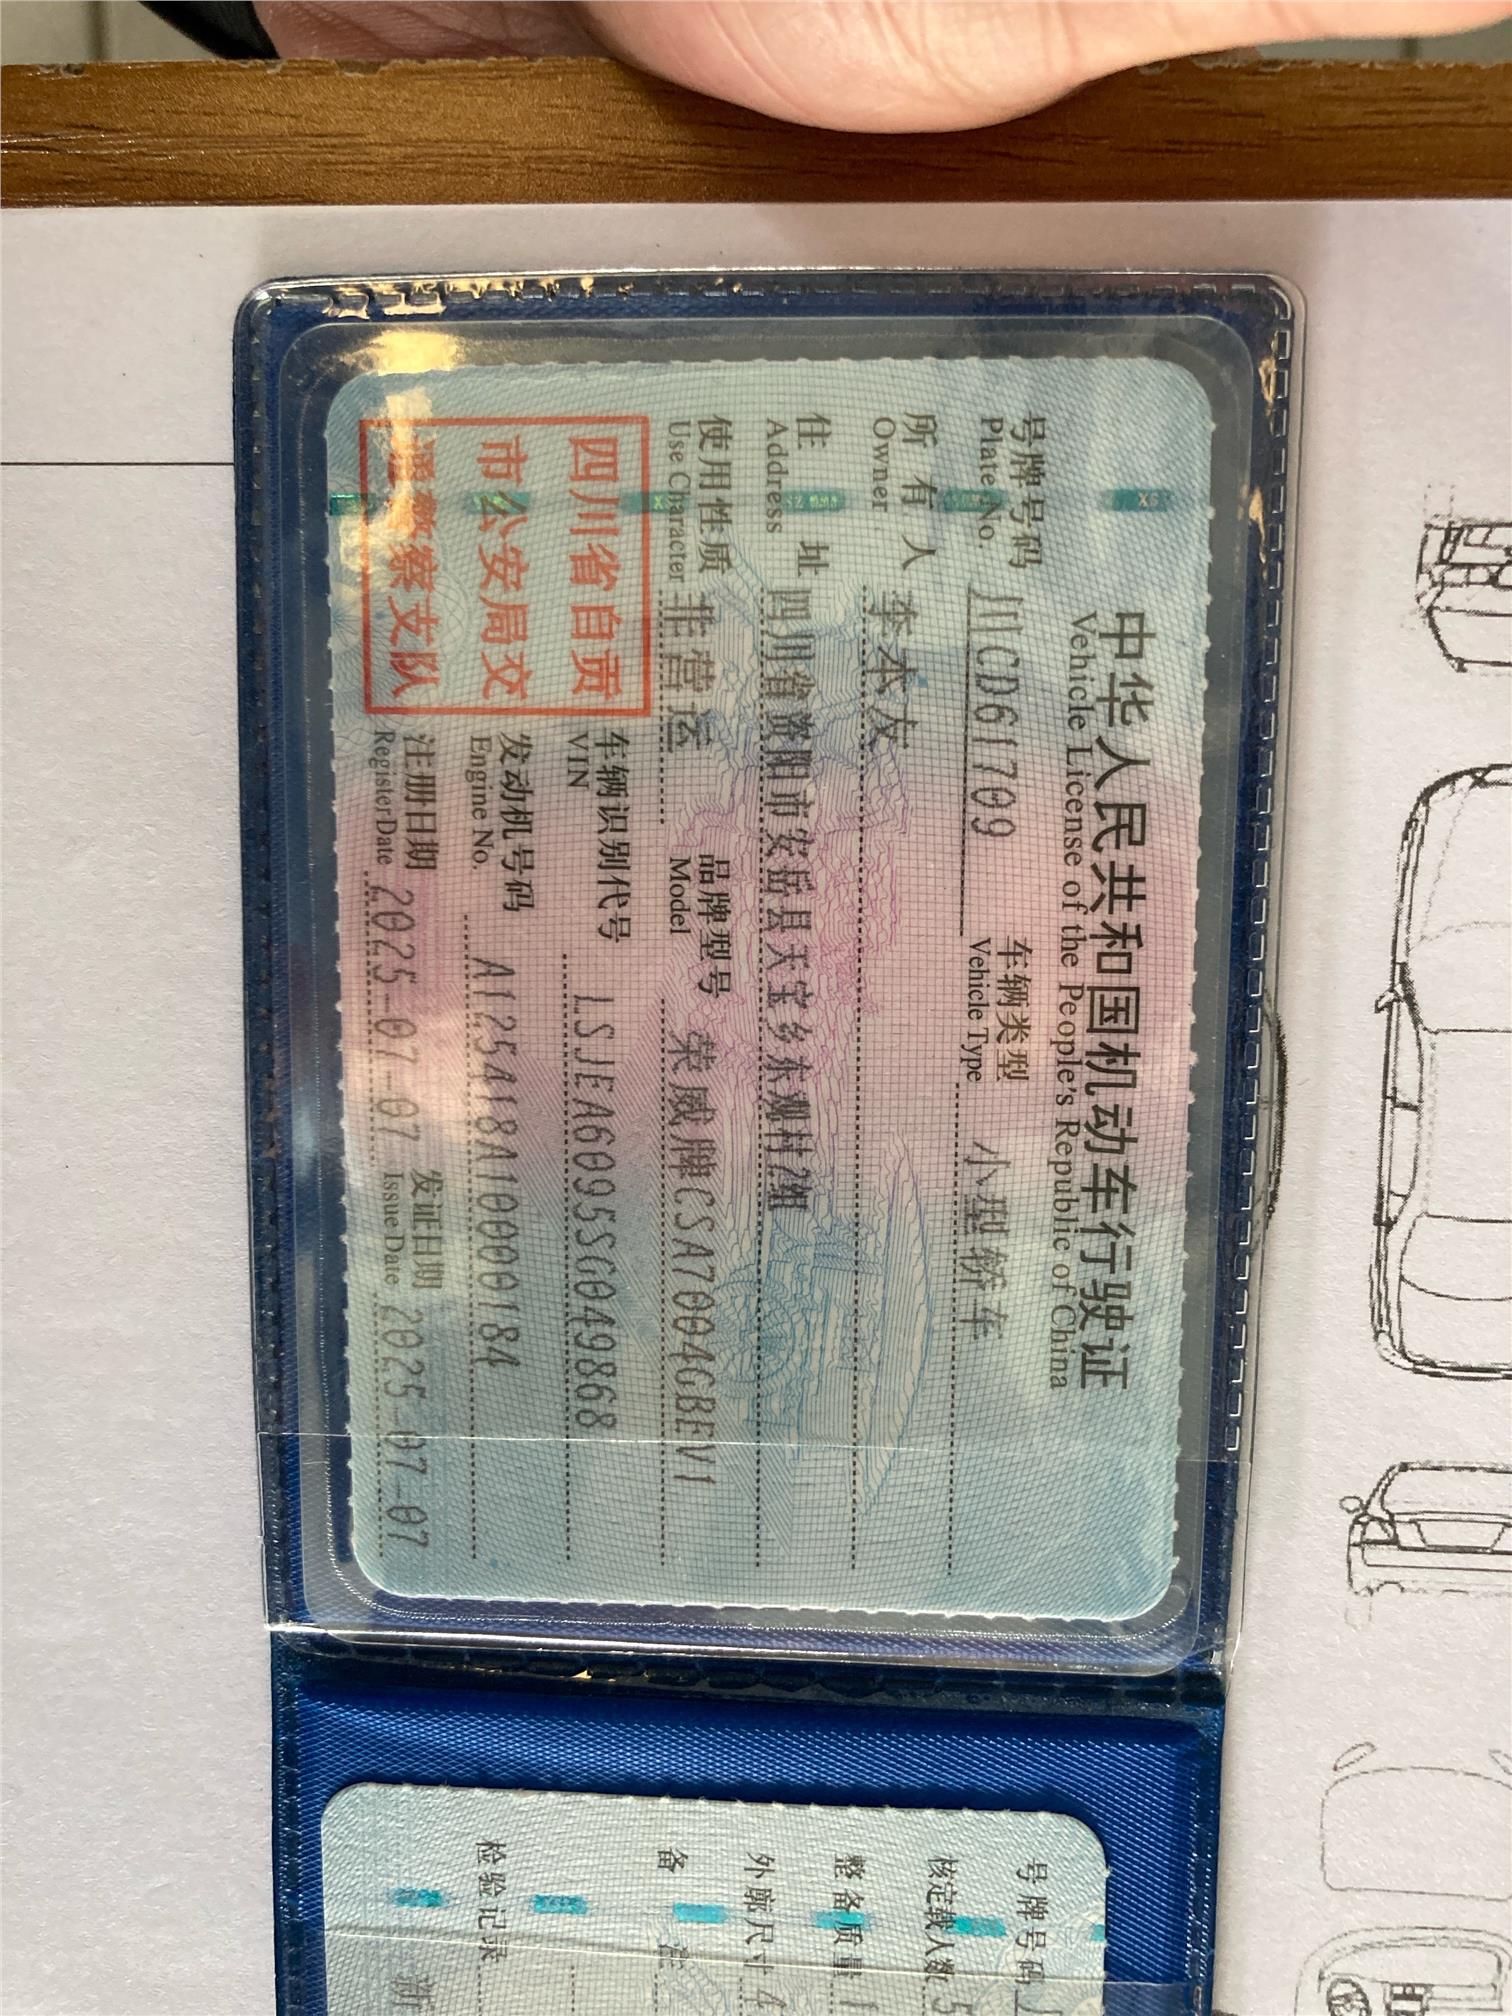 中华人民共和国机动车行驶证
Vehicle License of the People's Republic of China
号牌号码 川CD61709 车辆类型 小型轿车
Plate No. Vehicle Type
所有人 李本友
Owner
住址 四川省资阳市安岳县天宝乡东观村2组
Address
使用性质 非营运 品牌型号 荣威牌CSA7004GBEV1
Use Character Model
四川省自贡
市公安局交
通警察支队
车辆识别代号 LSJEA6095SG049868
VIN
发动机号码 A125418A10000184
Engine No.
注册日期 2025-07-07 发证日期 2025-07-07
Register Date Issue Date
号牌号码
核定载人数 5
整备质量 1
外廓尺寸 4
备注
检验记录
新